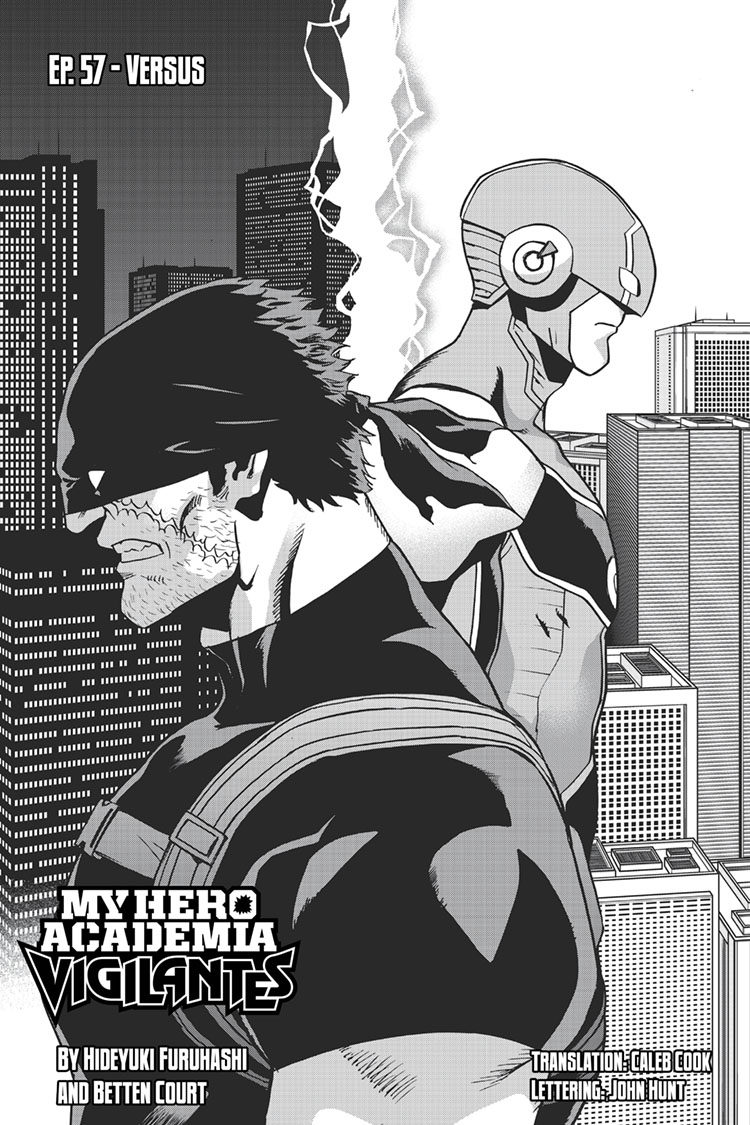 EP. 57 - VERSUS
MY HERO
ACADEMIA
VIGILANTES
BY HIDEYUKI FURUHASHI
AND BETTEN COURT
TRANSLATION: CALEB COOK
LETTERING: JOHN HUNT